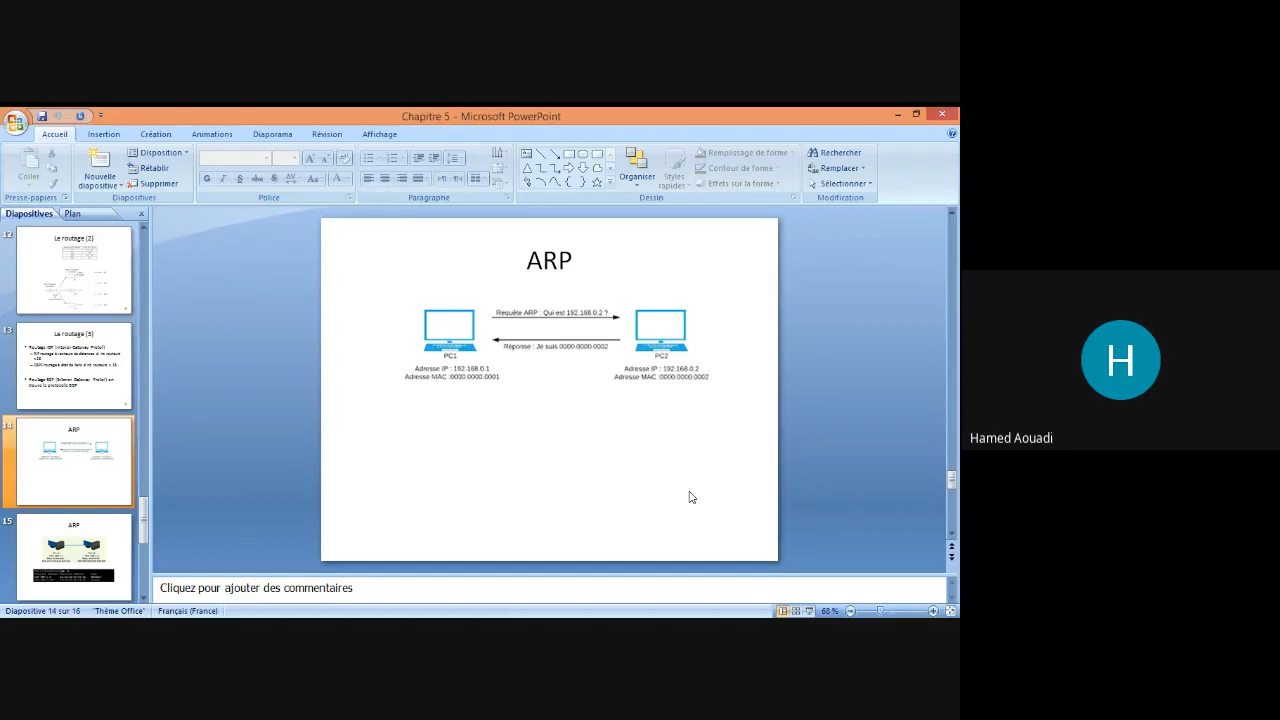 Chapitre 5 - Microsoft PowerPoint
Accueil
Insertion
Création
Animations
Diaporama
Révision
Affichage
Coller
Presse-papiers
Nouvelle
diapositive
Disposition
Rétablir
Supprimer
Diapositives
G I S abc S AV Aa A
Police
Paragraphe
Organiser
Styles
rapides
Remplissage de forme
Contour de forme
Effets sur la forme
Dessin
Rechercher
Remplacer
Sélectionner
Modification
Diapositives
Plan
12
Le routage (2)
13
Le routage (3)
14
ARP
15
ARP
ARP
Requête ARP : Qui est 192.168.0.2 ?
Réponse : Je suis 0000.0000.0002
PC1
Adresse IP : 192.168.0.1
Adresse MAC :0000.0000.0001
PC2
Adresse IP : 192.168.0.2
Adresse MAC :0000.0000.0002
Cliquez pour ajouter des commentaires
Diapositive 14 sur 16
"Thème Office"
Français (France)
68 %
H
Hamed Aouadi